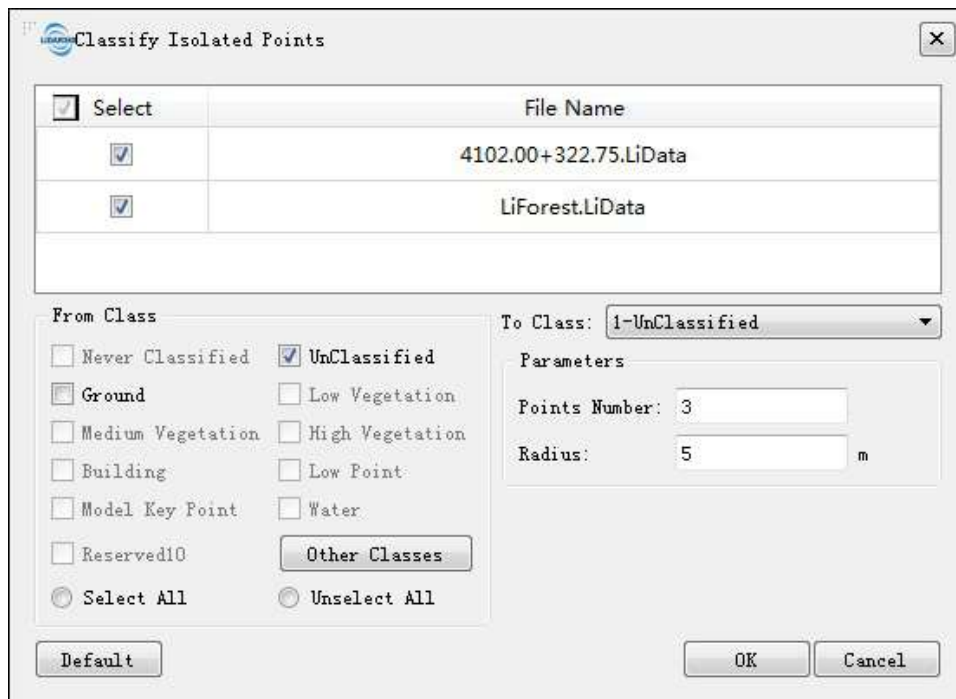 Classify Isolated Points
Select File Name
4102.00+322.75.LiData
LiForest.LiData
From Class
To Class: 1-UnClassified
Never Classified UnClassified
Parameters
Ground Low Vegetation
Points Number: 3
Medium Vegetation High Vegetation
Radius: 5 m
Building Low Point
Model Key Point Water
Reserved10 Other Classes
Select All Unselect All
Default OK Cancel